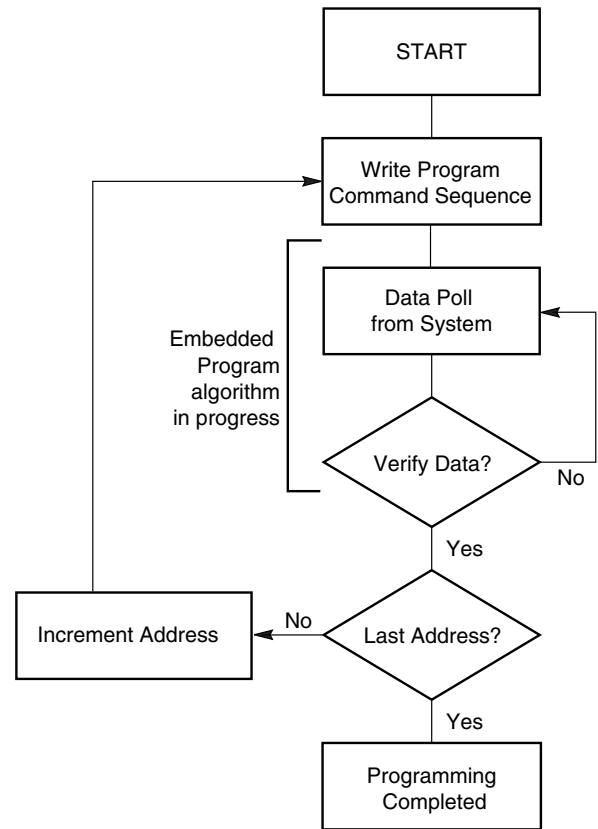 START
Write Program
Command Sequence
Data Poll
from System
Embedded
Program
algorithm
in progress
Verify Data?
No
Yes
Last Address?
No
Increment Address
Yes
Programming
Completed